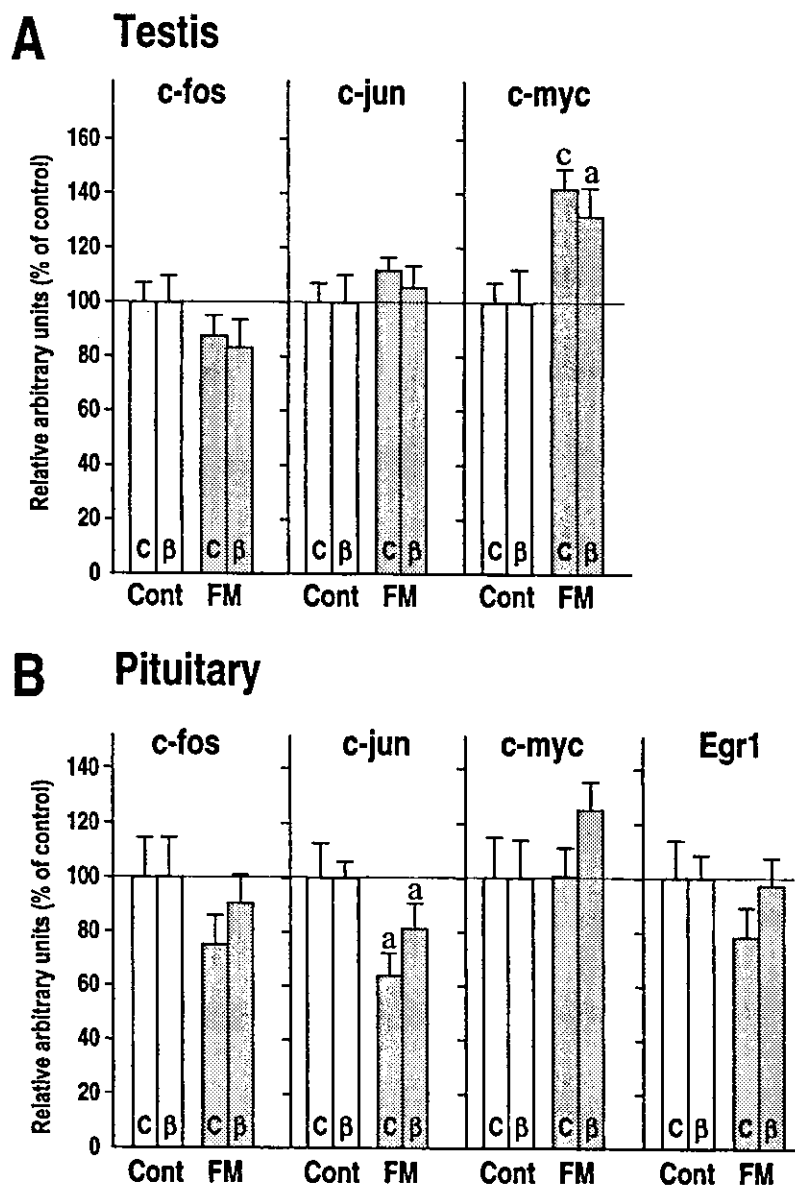 A Testis
c-fos c-jun c-myc
Relative arbitrary units (% of control)
160
140
120
100
80
60
40
20
0
c a
C β C β C β C β C β C β
Cont FM Cont FM Cont FM
B Pituitary
c-fos c-jun c-myc Egr1
Relative arbitrary units (% of control)
140
120
100
80
60
40
20
0
a a
C β C β C β C β C β C β C β C β
Cont FM Cont FM Cont FM Cont FM